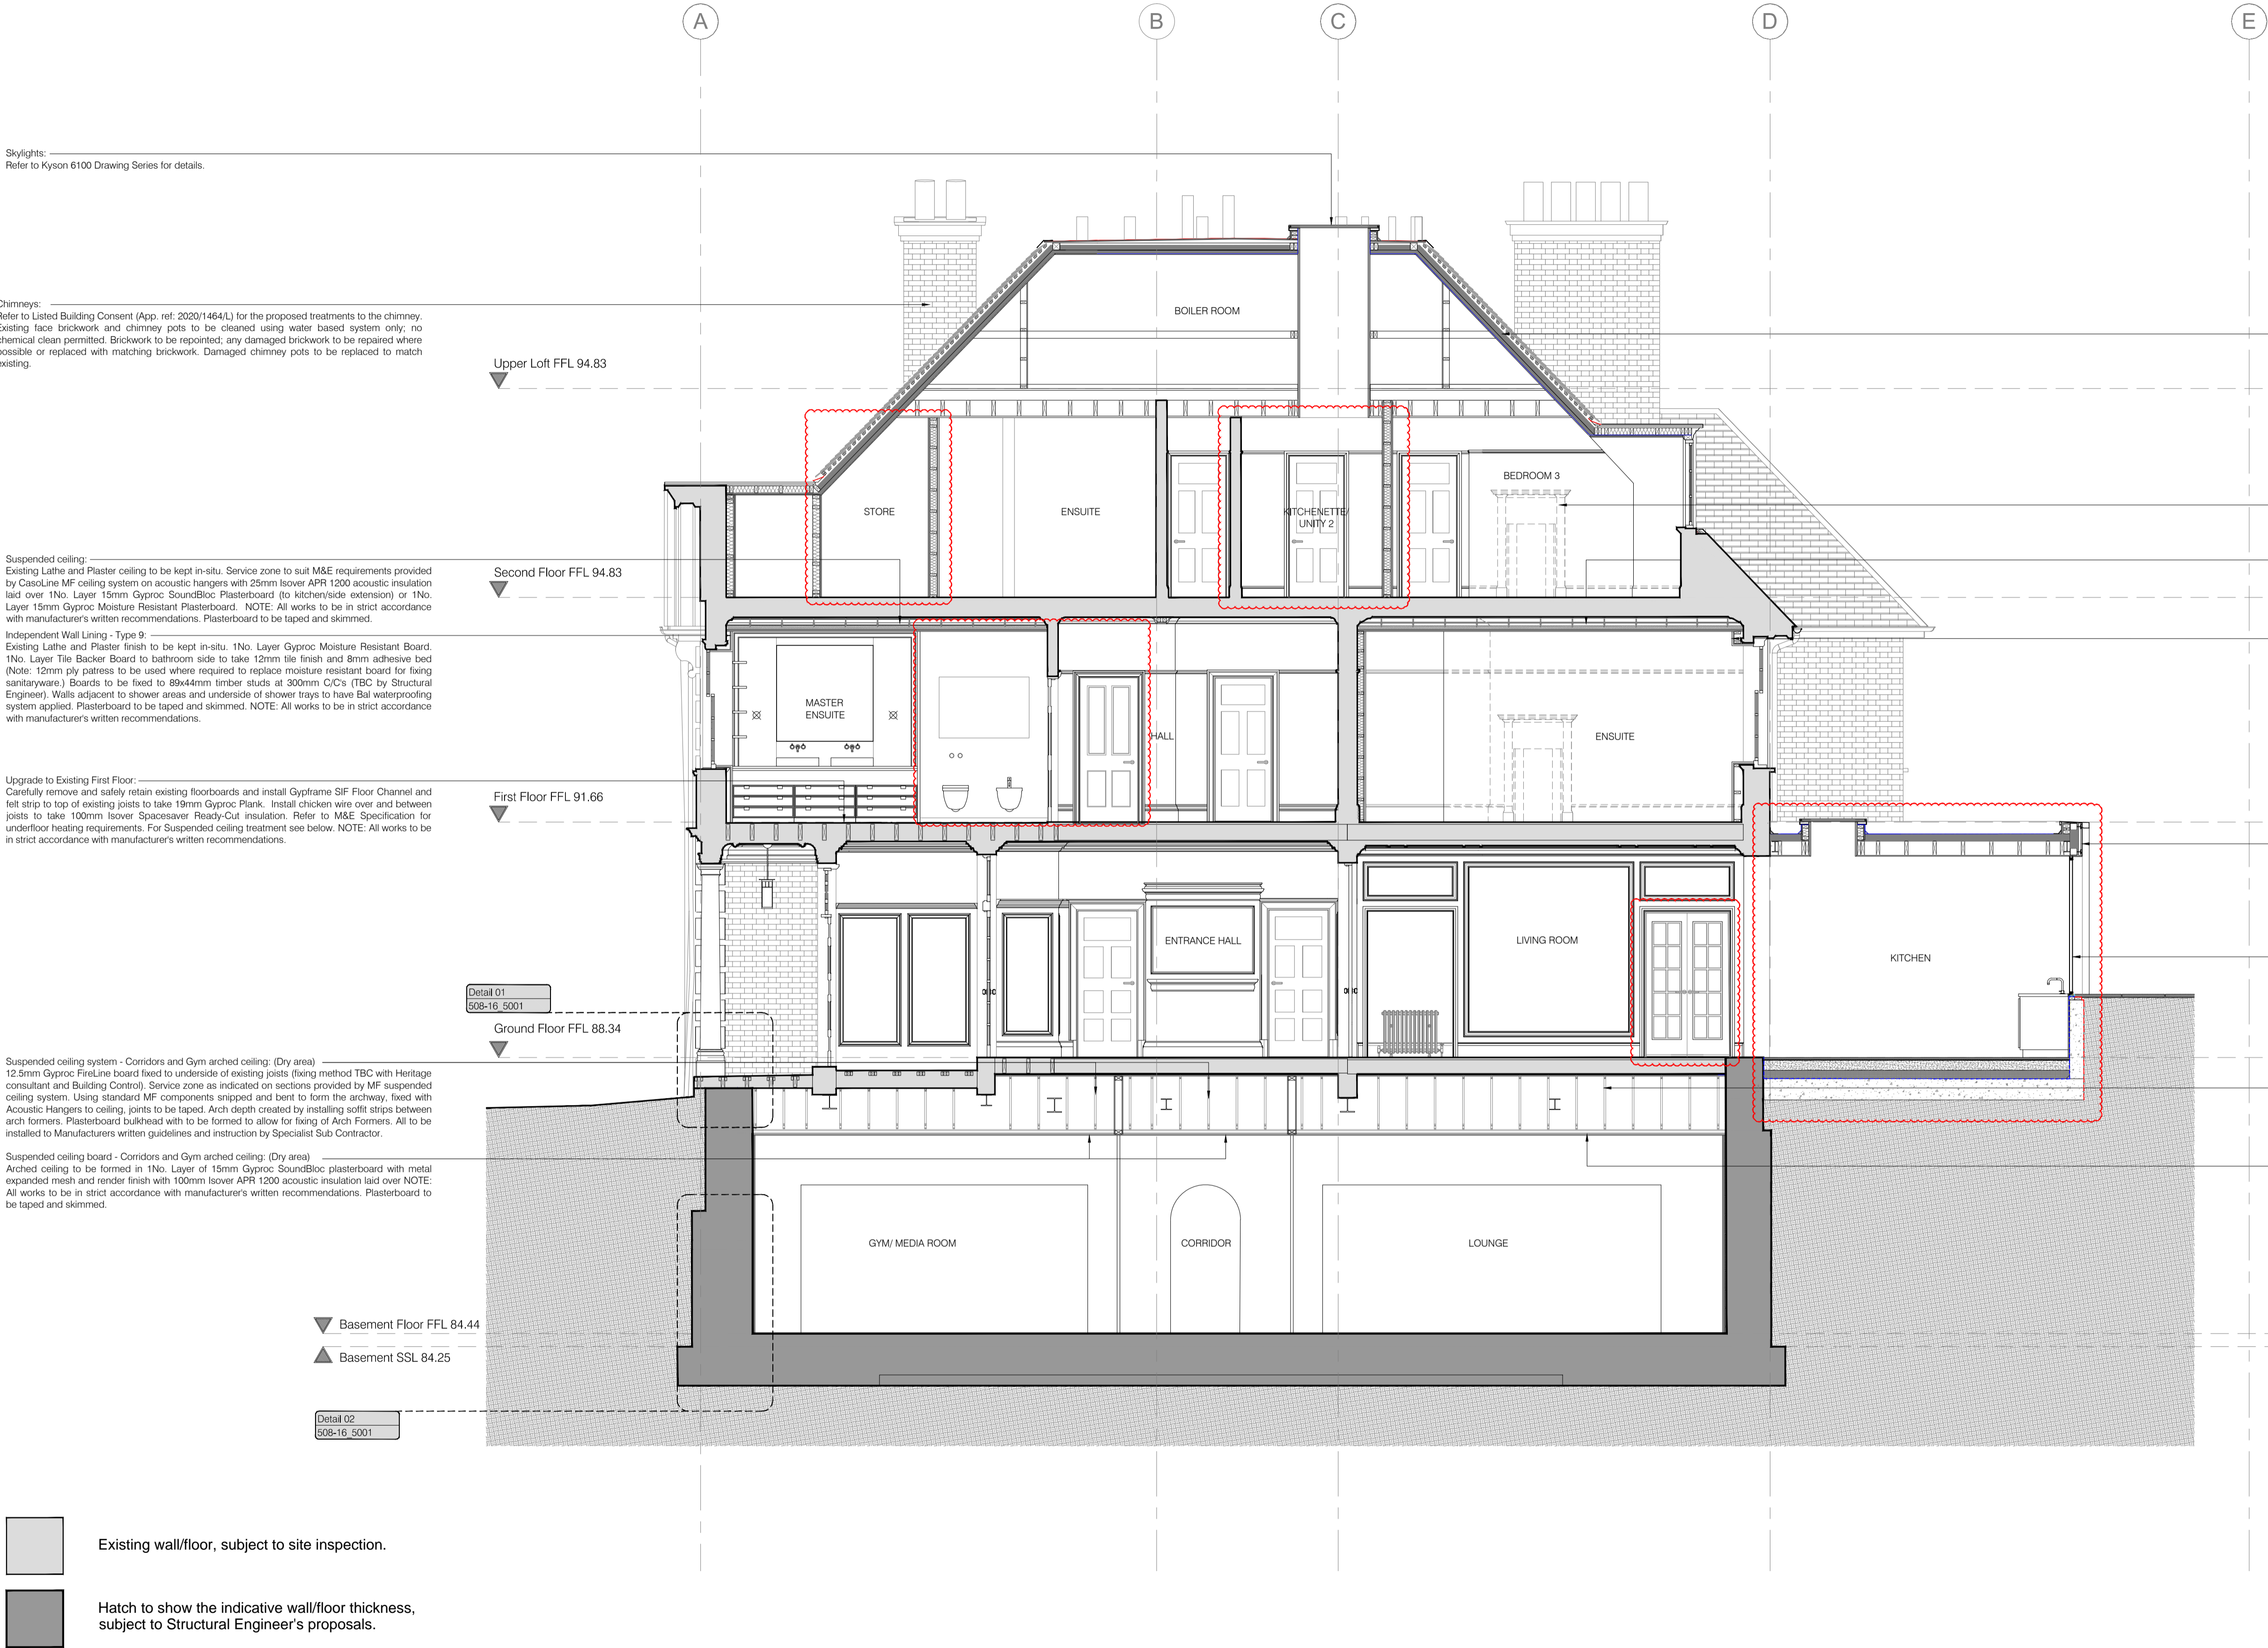 A
B
C
D
E
Skylights:
Refer to Kyson 6100 Drawing Series for details.
Chimneys:
Refer to Listed Building Consent (App. ref: 2020/1464/L) for the proposed treatments to the chimney.
Existing face brickwork and chimney pots to be cleaned using water based system only; no
chemical clean permitted. Brickwork to be repointed; any damaged brickwork to be repaired where
possible or replaced with matching brickwork. Damaged chimney pots to be replaced to match
existing.
BOILER ROOM
Upper Loft FFL 94.83
STORE
ENSUITE
KITCHENETTE/
UNITY 2
BEDROOM 3
Suspended ceiling:
Existing Lathe and Plaster ceiling to be kept in-situ. Service zone to suit M&E requirements provided
by CasoLine MF ceiling system on acoustic hangers with 25mm Isover APR 1200 acoustic insulation
laid over 1No. Layer 15mm Gyproc SoundBloc Plasterboard (to kitchen/side extension) or 1No.
Layer 15mm Gyproc Moisture Resistant Plasterboard. NOTE: All works to be in strict accordance
with manufacturer's written recommendations. Plasterboard to be taped and skimmed.
Second Floor FFL 94.83
Independent Wall Lining - Type 9:
Existing Lathe and Plaster finish to be kept in-situ. 1No. Layer Gyproc Moisture Resistant Board.
1No. Layer Tile Backer Board to bathroom side to take 12mm tile finish and 8mm adhesive bed
(Note: 12mm ply patress to be used where required to replace moisture resistant board for fixing
sanitaryware.) Boards to be fixed to 89x44mm timber studs at 300mm C/C's (TBC by Structural
Engineer). Walls adjacent to shower areas and underside of shower trays to have Bal waterproofing
system applied. Plasterboard to be taped and skimmed. NOTE: All works to be in strict accordance
with manufacturer's written recommendations.
MASTER
ENSUITE
HALL
ENSUITE
Upgrade to Existing First Floor:
Carefully remove and safely retain existing floorboards and install Gypframe SIF Floor Channel and
felt strip to top of existing joists to take 19mm Gyproc Plank. Install chicken wire over and between
joists to take 100mm Isover Spacesaver Ready-Cut insulation. Refer to M&E Specification for
underfloor heating requirements. For Suspended ceiling treatment see below. NOTE: All works to be
in strict accordance with manufacturer's written recommendations.
First Floor FFL 91.66
ENTRANCE HALL
LIVING ROOM
KITCHEN
Detail 01
508-16_5001
Ground Floor FFL 88.34
Suspended ceiling system - Corridors and Gym arched ceiling: (Dry area)
12.5mm Gyproc FireLine board fixed to underside of existing joists (fixing method TBC with Heritage
consultant and Building Control). Service zone as indicated on sections provided by MF suspended
ceiling system. Using standard MF components snipped and bent to form the archway, fixed with
Acoustic Hangers to ceiling, joints to be taped. Arch depth created by installing soffit strips between
arch formers. Plasterboard bulkhead with to be formed to allow for fixing of Arch Formers. All to be
installed to Manufacturers written guidelines and instruction by Specialist Sub Contractor.
Suspended ceiling board - Corridors and Gym arched ceiling: (Dry area)
Arched ceiling to be formed in 1No. Layer of 15mm Gyproc SoundBloc plasterboard with metal
expanded mesh and render finish with 100mm Isover APR 1200 acoustic insulation laid over NOTE:
All works to be in strict accordance with manufacturer's written recommendations. Plasterboard to
be taped and skimmed.
GYM/ MEDIA ROOM
CORRIDOR
LOUNGE
Basement Floor FFL 84.44
Basement SSL 84.25
Detail 02
508-16_5001
Existing wall/floor, subject to site inspection.
Hatch to show the indicative wall/floor thickness,
subject to Structural Engineer's proposals.